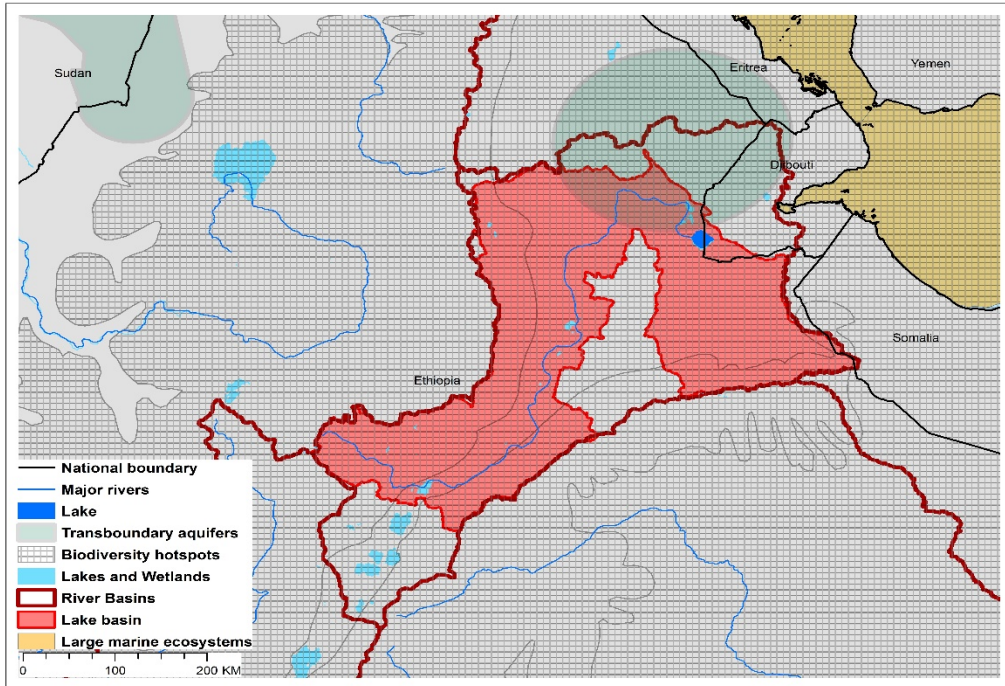 Sudan
Eritrea
Yemen
Djibouti
Somalia
Ethiopia
National boundary
Major rivers
Lake
Transboundary aquifers
Biodiversity hotspots
Lakes and Wetlands
River Basins
Lake basin
Large marine ecosystems
0 100 200 KM